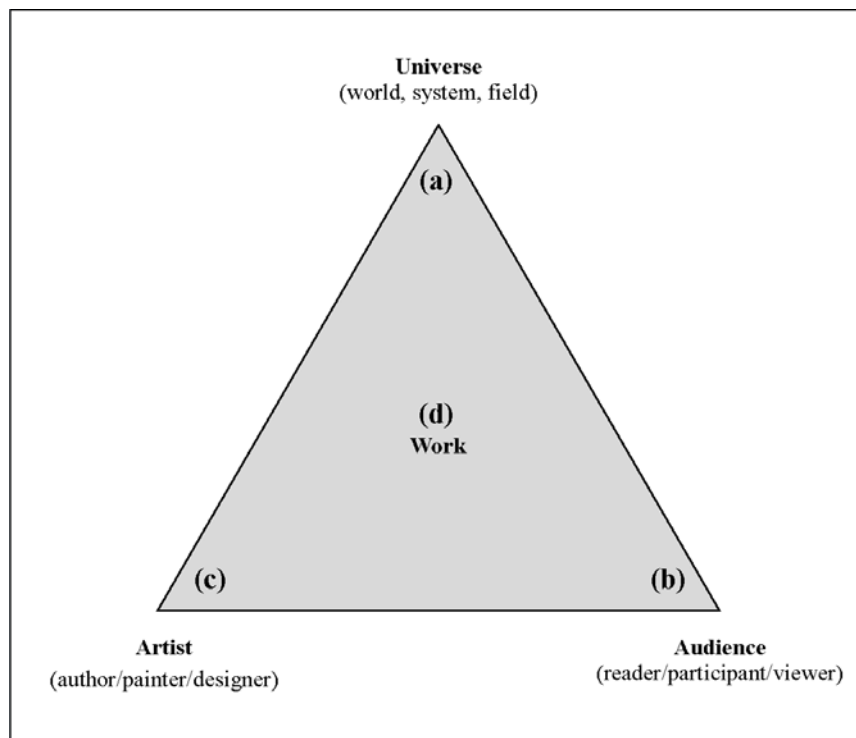 Universe
(world, system, field)
(a)
(d)
Work
(c)
(b)
Artist
(author/painter/designer)
Audience
(reader/participant/viewer)